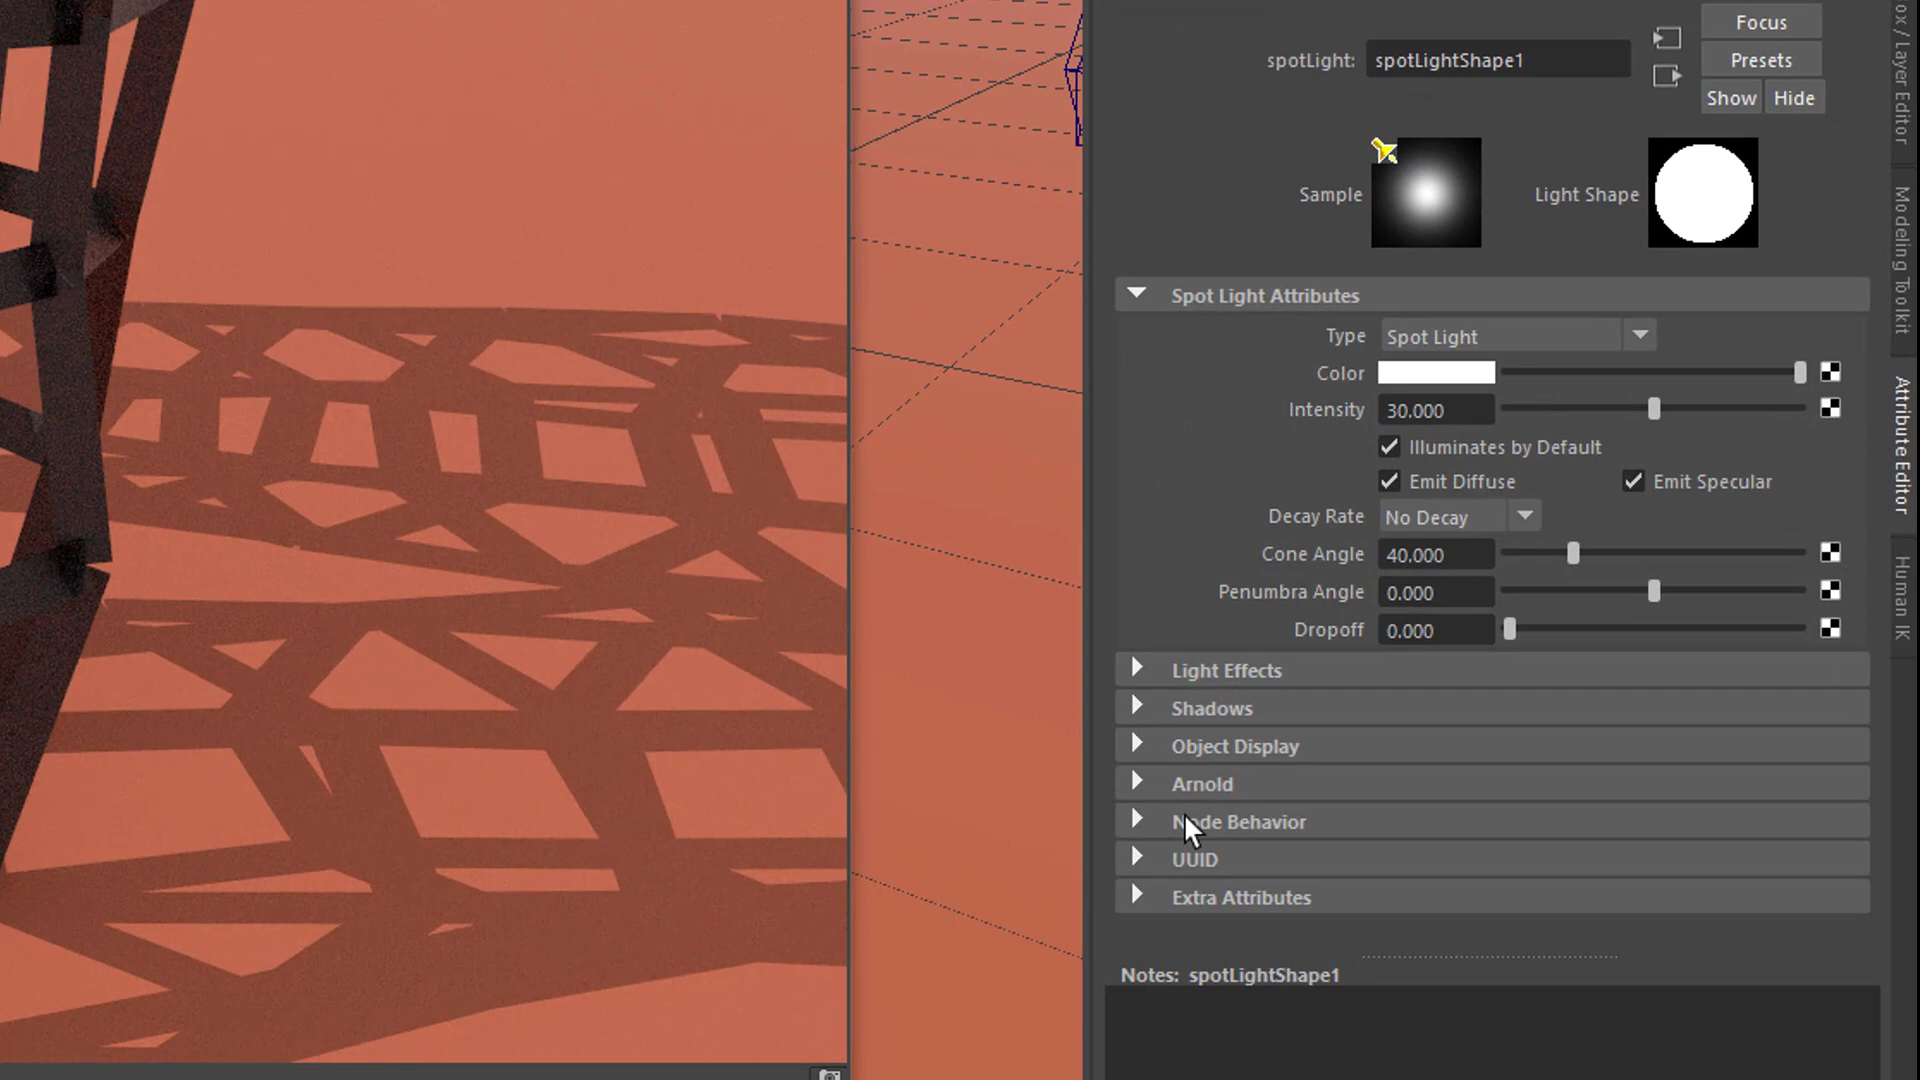 Focus
spotLight: spotLightShape1
Presets
Show Hide
Sample Light Shape
Spot Light Attributes
Type Spot Light
Color
Intensity 30.000
Illuminates by Default
Emit Diffuse Emit Specular
Decay Rate No Decay
Cone Angle 40.000
Penumbra Angle 0.000
Dropoff 0.000
Light Effects
Shadows
Object Display
Arnold
Node Behavior
UUID
Extra Attributes
Notes: spotLightShape1
/ Layer Editor
Modeling Toolkit
Attribute Editor
Human IK